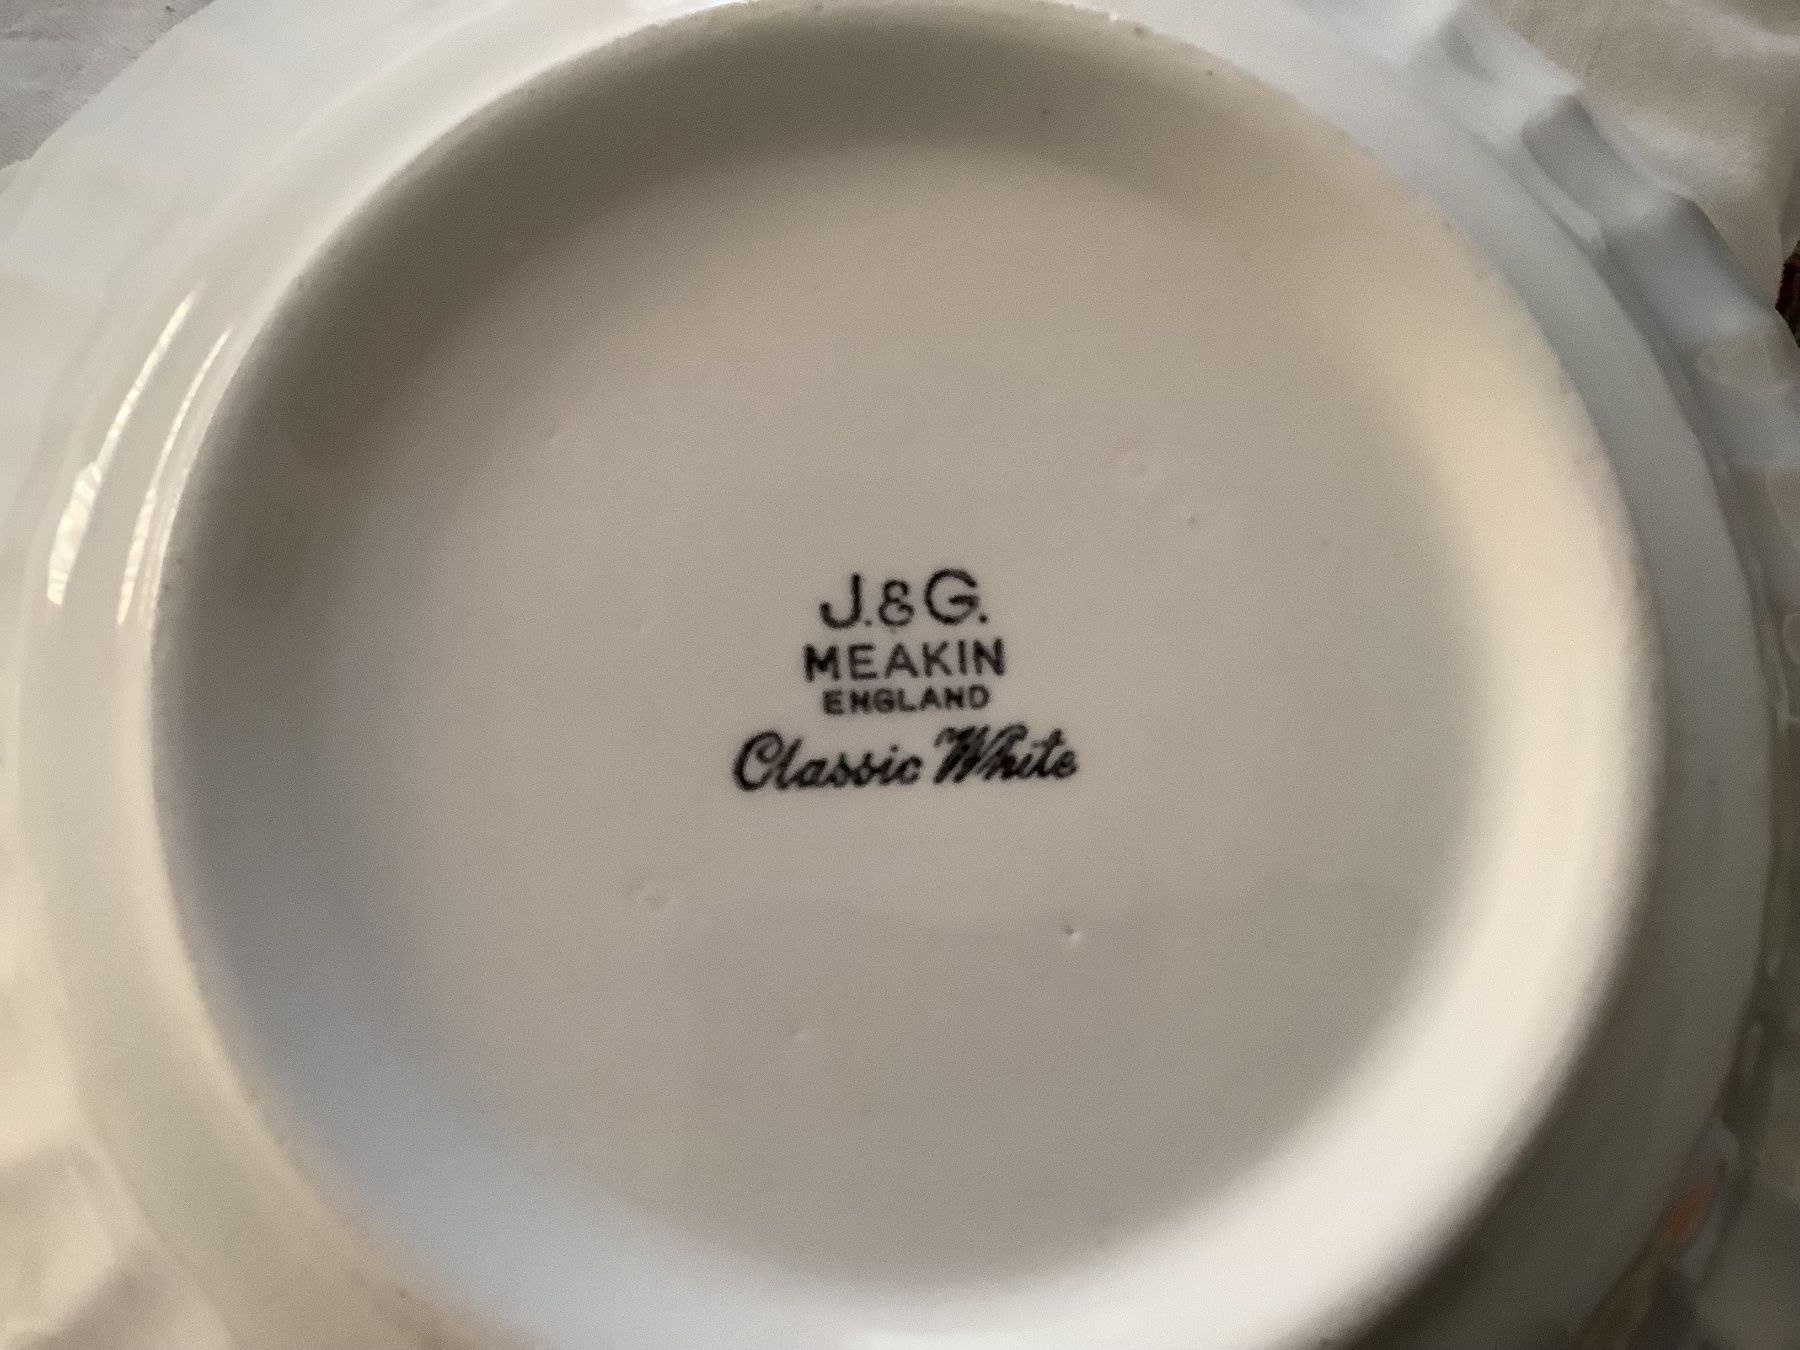 J.&G.
MEAKIN
ENGLAND
Classic White